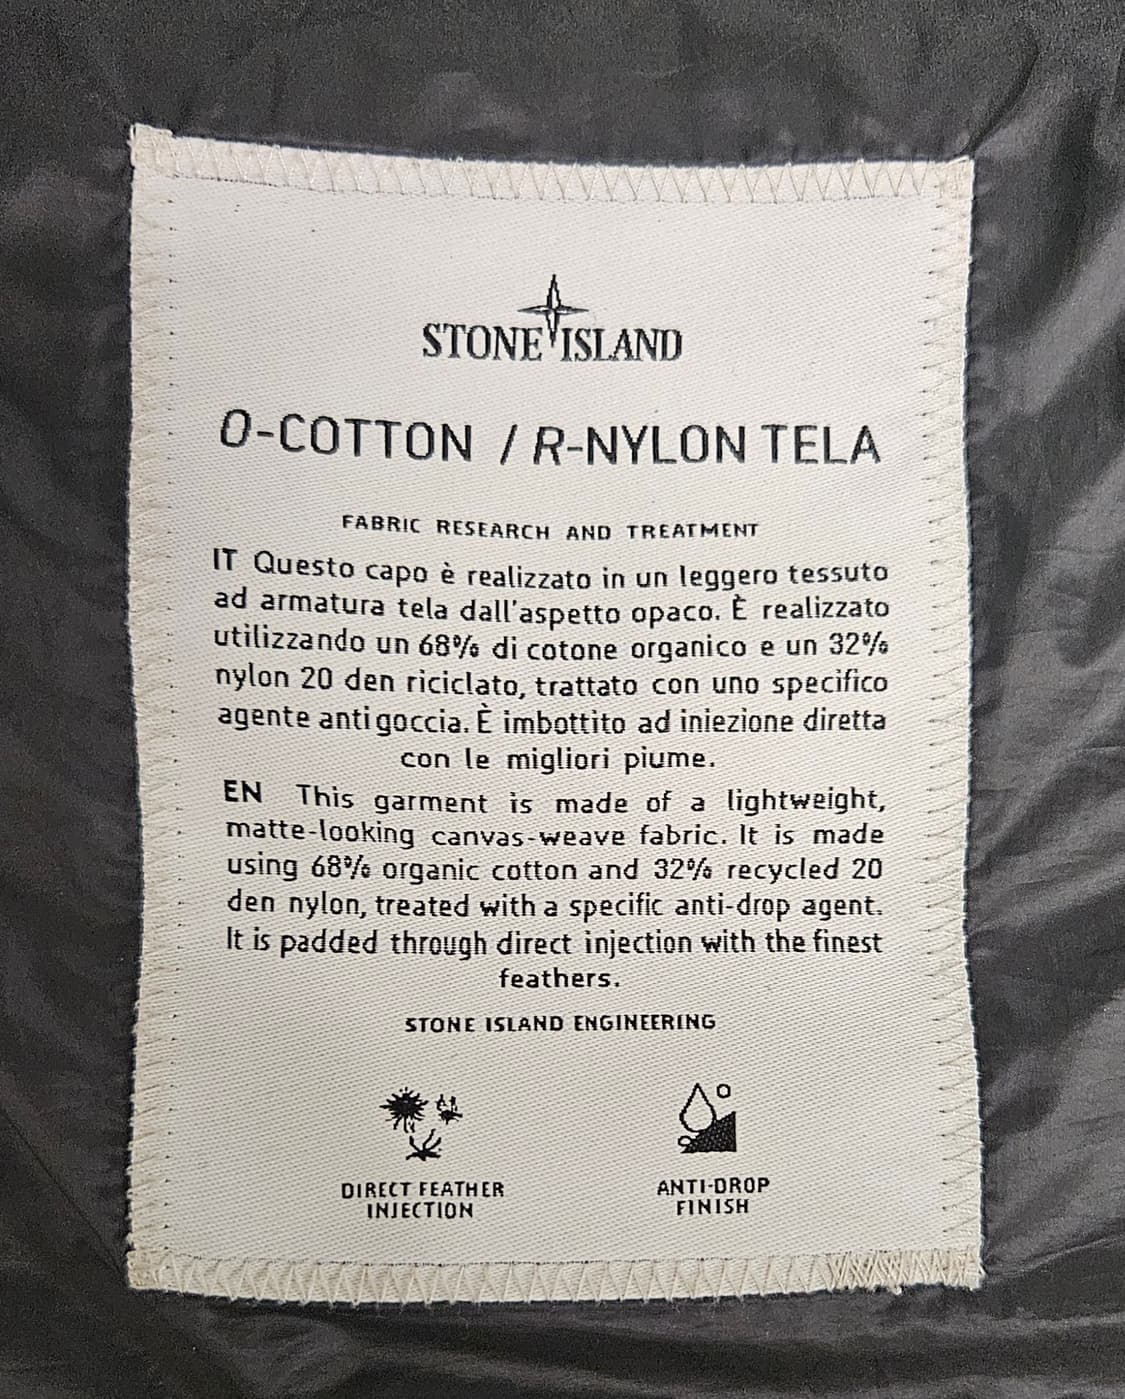 STONE ISLAND
O-COTTON / R-NYLON TELA
FABRIC RESEARCH AND TREATMENT
IT Questo capo è realizzato in un leggero tessuto
ad armatura tela dall'aspetto opaco. È realizzato
utilizzando un 68% di cotone organico e un 32%
nylon 20 den riciclato, trattato con uno specifico
agente antigoccia. È imbottito ad iniezione diretta
con le migliori piume.
EN This garment is made of a lightweight,
matte-looking canvas-weave fabric. It is made
using 68% organic cotton and 32% recycled 20
den nylon, treated with a specific anti-drop agent.
It is padded through direct injection with the finest
feathers.
STONE ISLAND ENGINEERING
DIRECT FEATHER
INJECTION
ANTI-DROP
FINISH